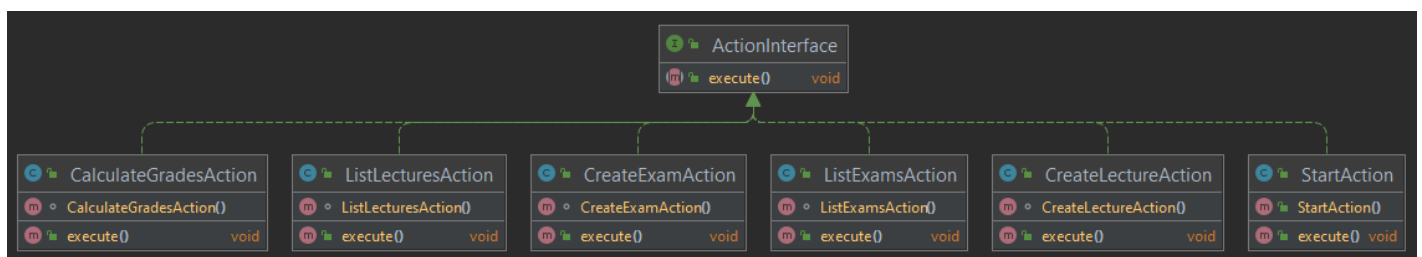 ActionInterface
execute() void
CalculateGradesAction
CalculateGradesAction()
execute() void
ListLecturesAction
ListLecturesAction()
execute() void
CreateExamAction
CreateExamAction()
execute() void
ListExamsAction
ListExamsAction()
execute() void
CreateLectureAction
CreateLectureAction()
execute() void
StartAction
StartAction()
execute() void